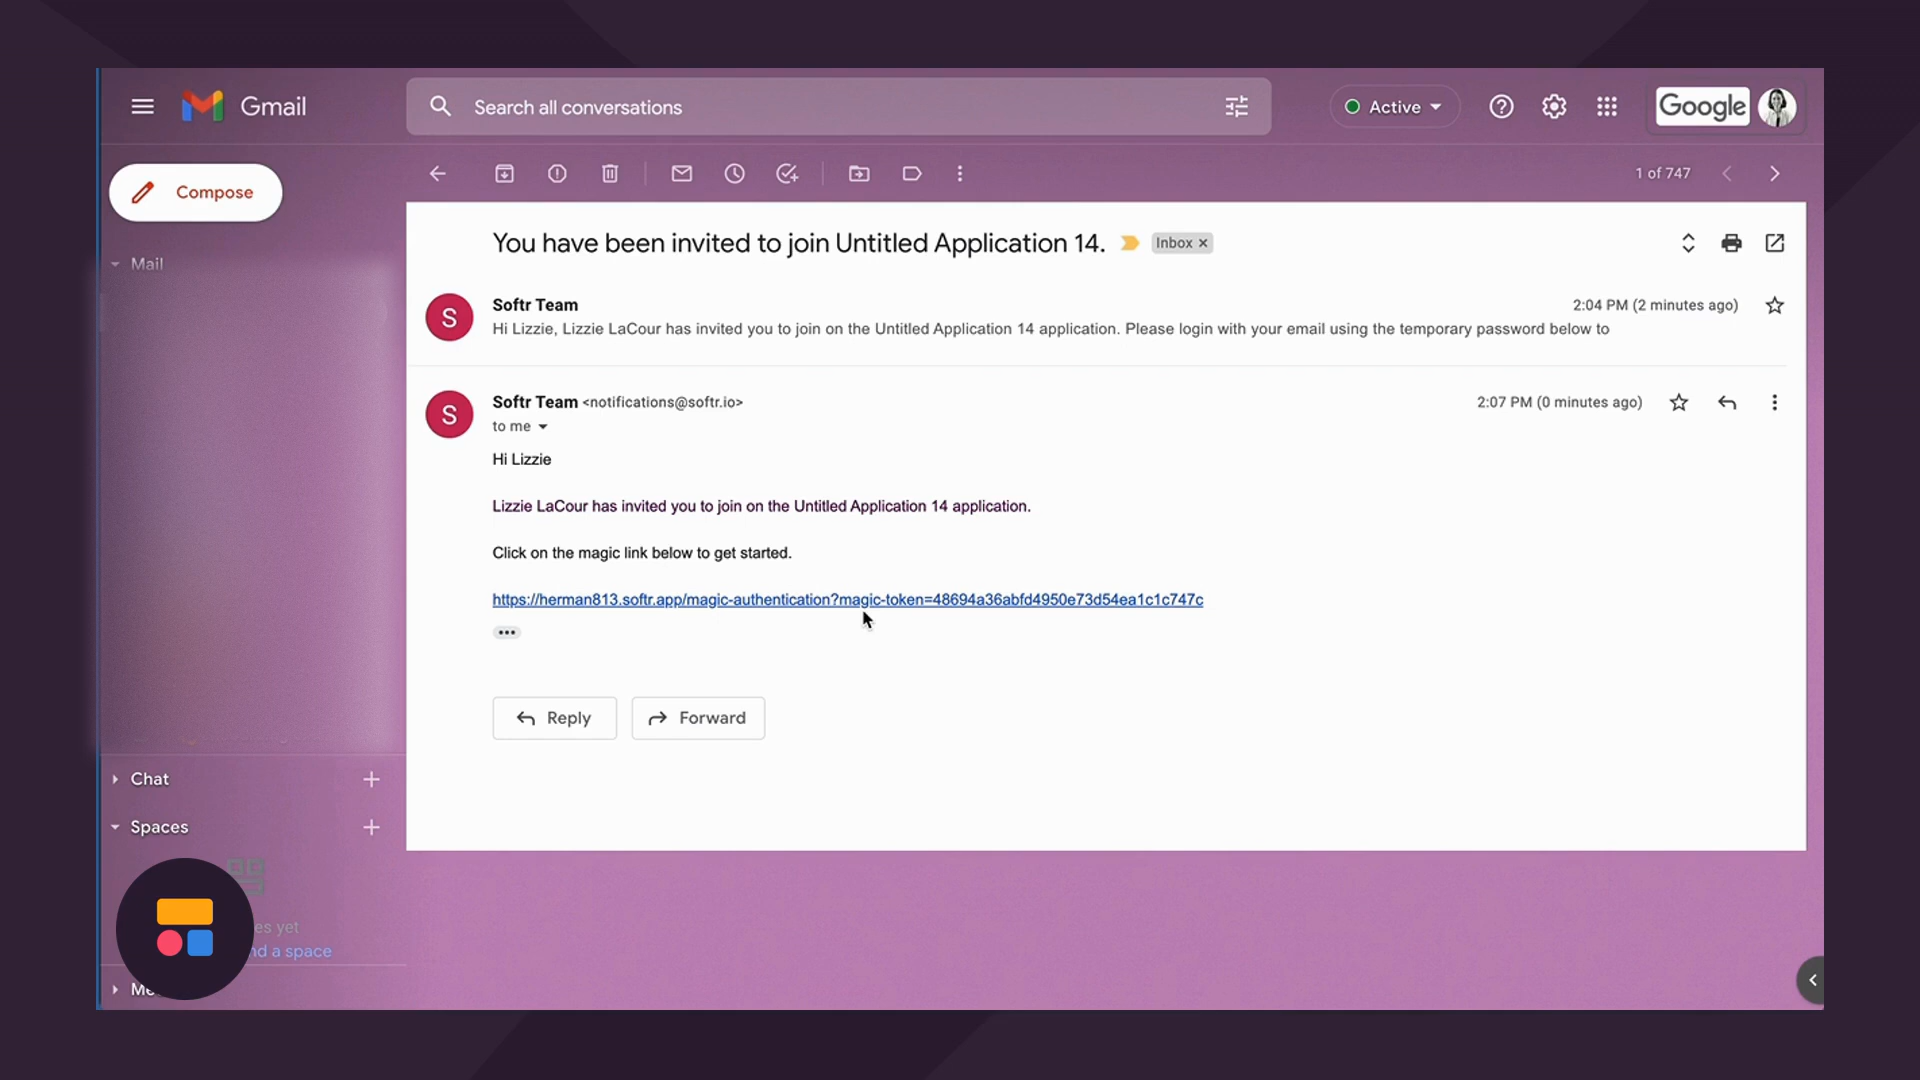 Gmail
Search all conversations
Active
Google
Compose
1 of 747
Mail
You have been invited to join Untitled Application 14.
Inbox ×
S
Softr Team
2:04 PM (2 minutes ago)
Hi Lizzie, Lizzie LaCour has invited you to join on the Untitled Application 14 application. Please login with your email using the temporary password below to
S
Softr Team <notifications@softr.io>
2:07 PM (0 minutes ago)
to me
Hi Lizzie
Lizzie LaCour has invited you to join on the Untitled Application 14 application.
Click on the magic link below to get started.
https://herman813.softr.app/magic-authentication?magic-token=48694a36abfd4950e73d54ea1c1c747c
Reply
Forward
Chat
Spaces
yet
a space